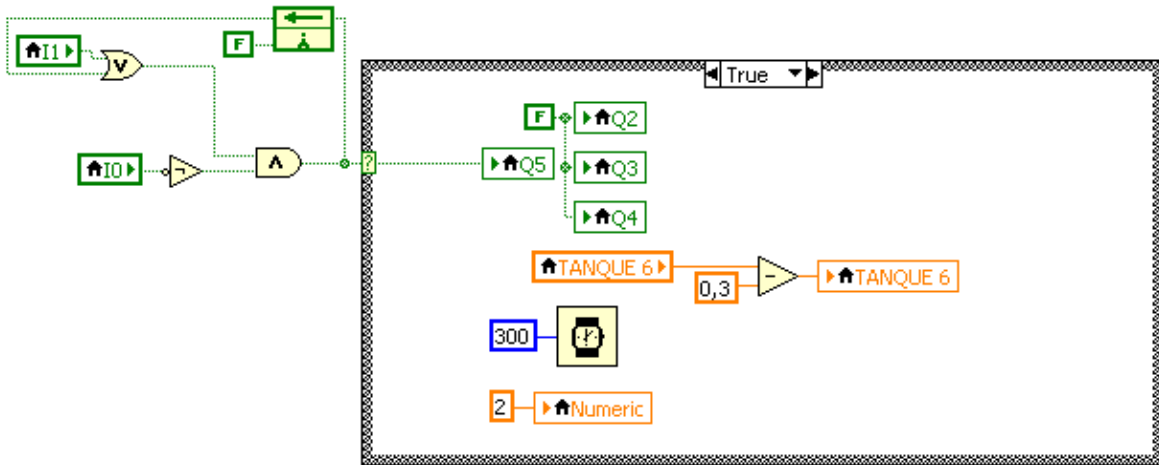 I1
F
V
True
F
Q2
I0
Λ
?
Q5
Q3
Q4
TANQUE 6
0,3
-
TANQUE 6
300
2
Numeric